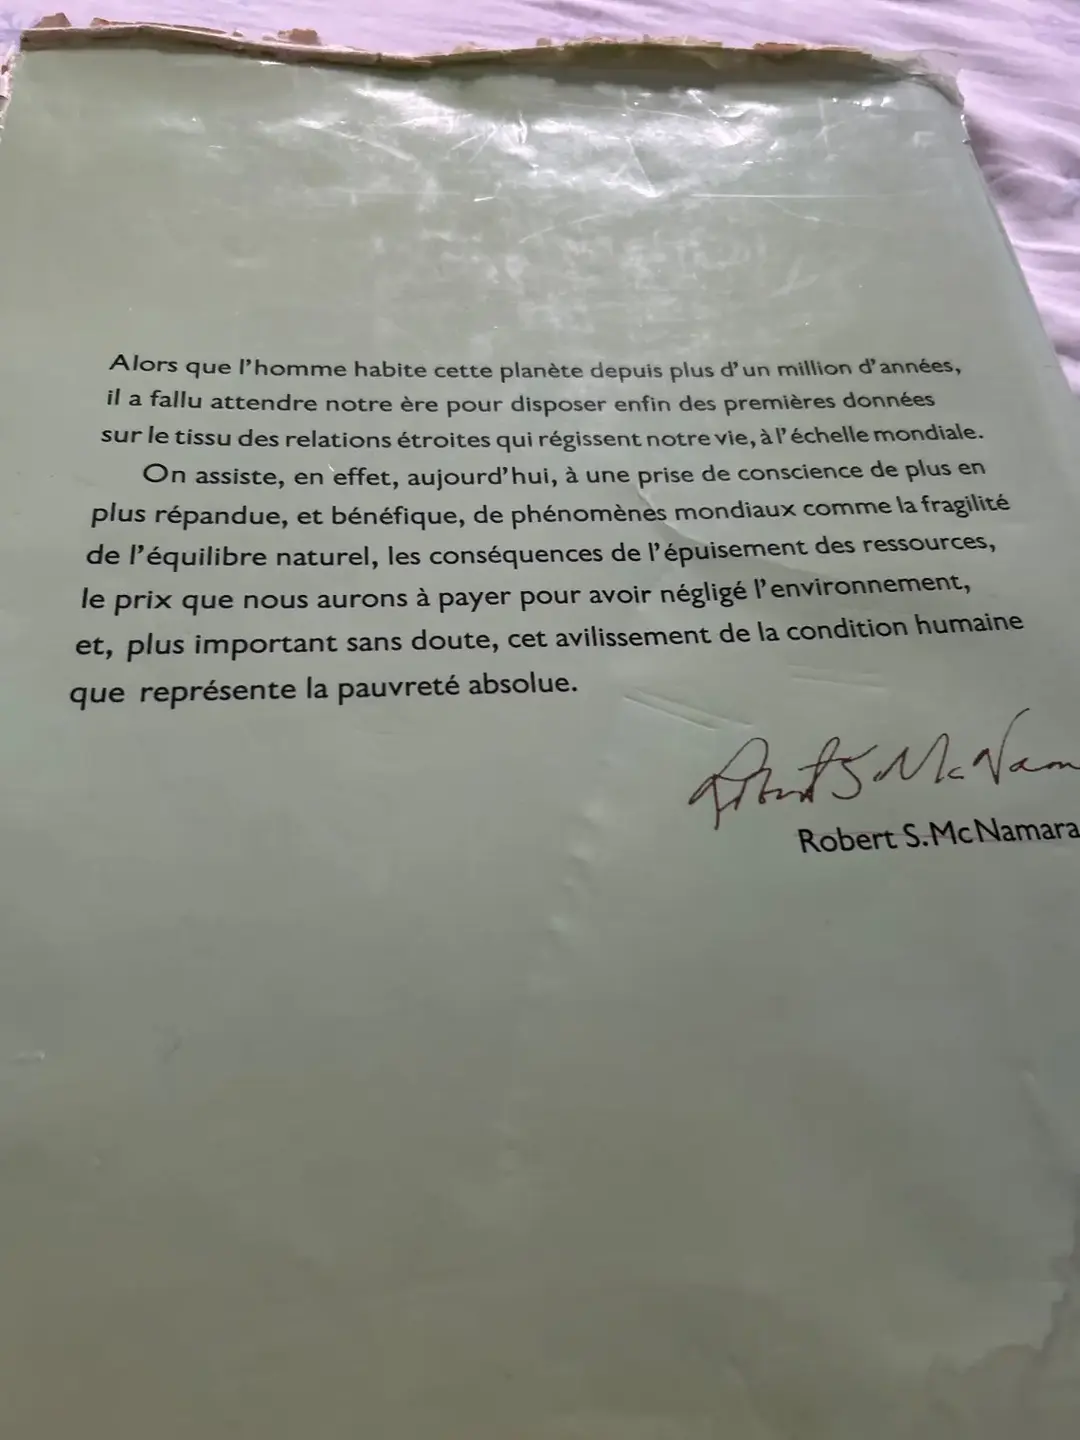 Alors que l'homme habite cette planète depuis plus d'un million d'années,
il a fallu attendre notre ère pour disposer enfin des premières données
sur le tissu des relations étroites qui régissent notre vie, à l'échelle mondiale.
On assiste, en effet, aujourd'hui, à une prise de conscience de plus en
plus répandue, et bénéfique, de phénomènes mondiaux comme la fragilité
de l'équilibre naturel, les conséquences de l'épuisement des ressources,
le prix que nous aurons à payer pour avoir négligé l'environnement,
et, plus important sans doute, cet avilissement de la condition humaine
que représente la pauvreté absolue.
Robert S McNam
Robert S. McNamara